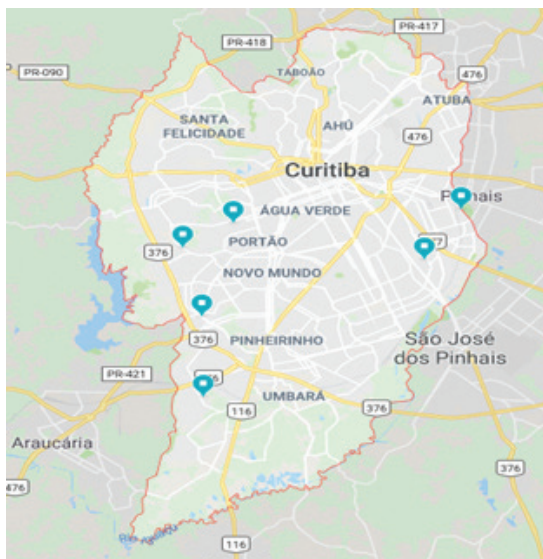 PR-417
PR-418
PR-090
TABOÃO
476
ATUBA
SANTA
FELICIDADE
AHÚ
476
Curitiba
ÁGUA VERDE
376
PORTÃO
NOVO MUNDO
376
PINHEIRINHO
São José
dos Pinhais
PR-421
UMBARÁ
116
376
Araucária
376
476
116